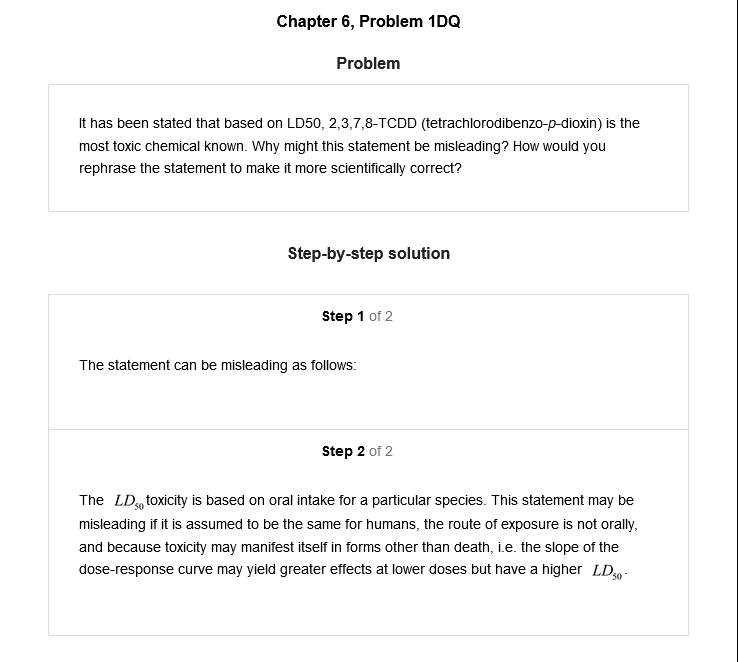 Chapter 6, Problem 1DQ
Problem
It has been stated that based on LD50, 2,3,7,8-TCDD (tetrachlorodibenzo-p-dioxin) is the
most toxic chemical known. Why might this statement be misleading? How would you
rephrase the statement to make it more scientifically correct?
Step-by-step solution
Step 1 of 2
The statement can be misleading as follows:
Step 2 of 2
The LD50 toxicity is based on oral intake for a particular species. This statement may be
misleading if it is assumed to be the same for humans, the route of exposure is not orally,
and because toxicity may manifest itself in forms other than death, i.e. the slope of the
dose-response curve may yield greater effects at lower doses but have a higher LD50.